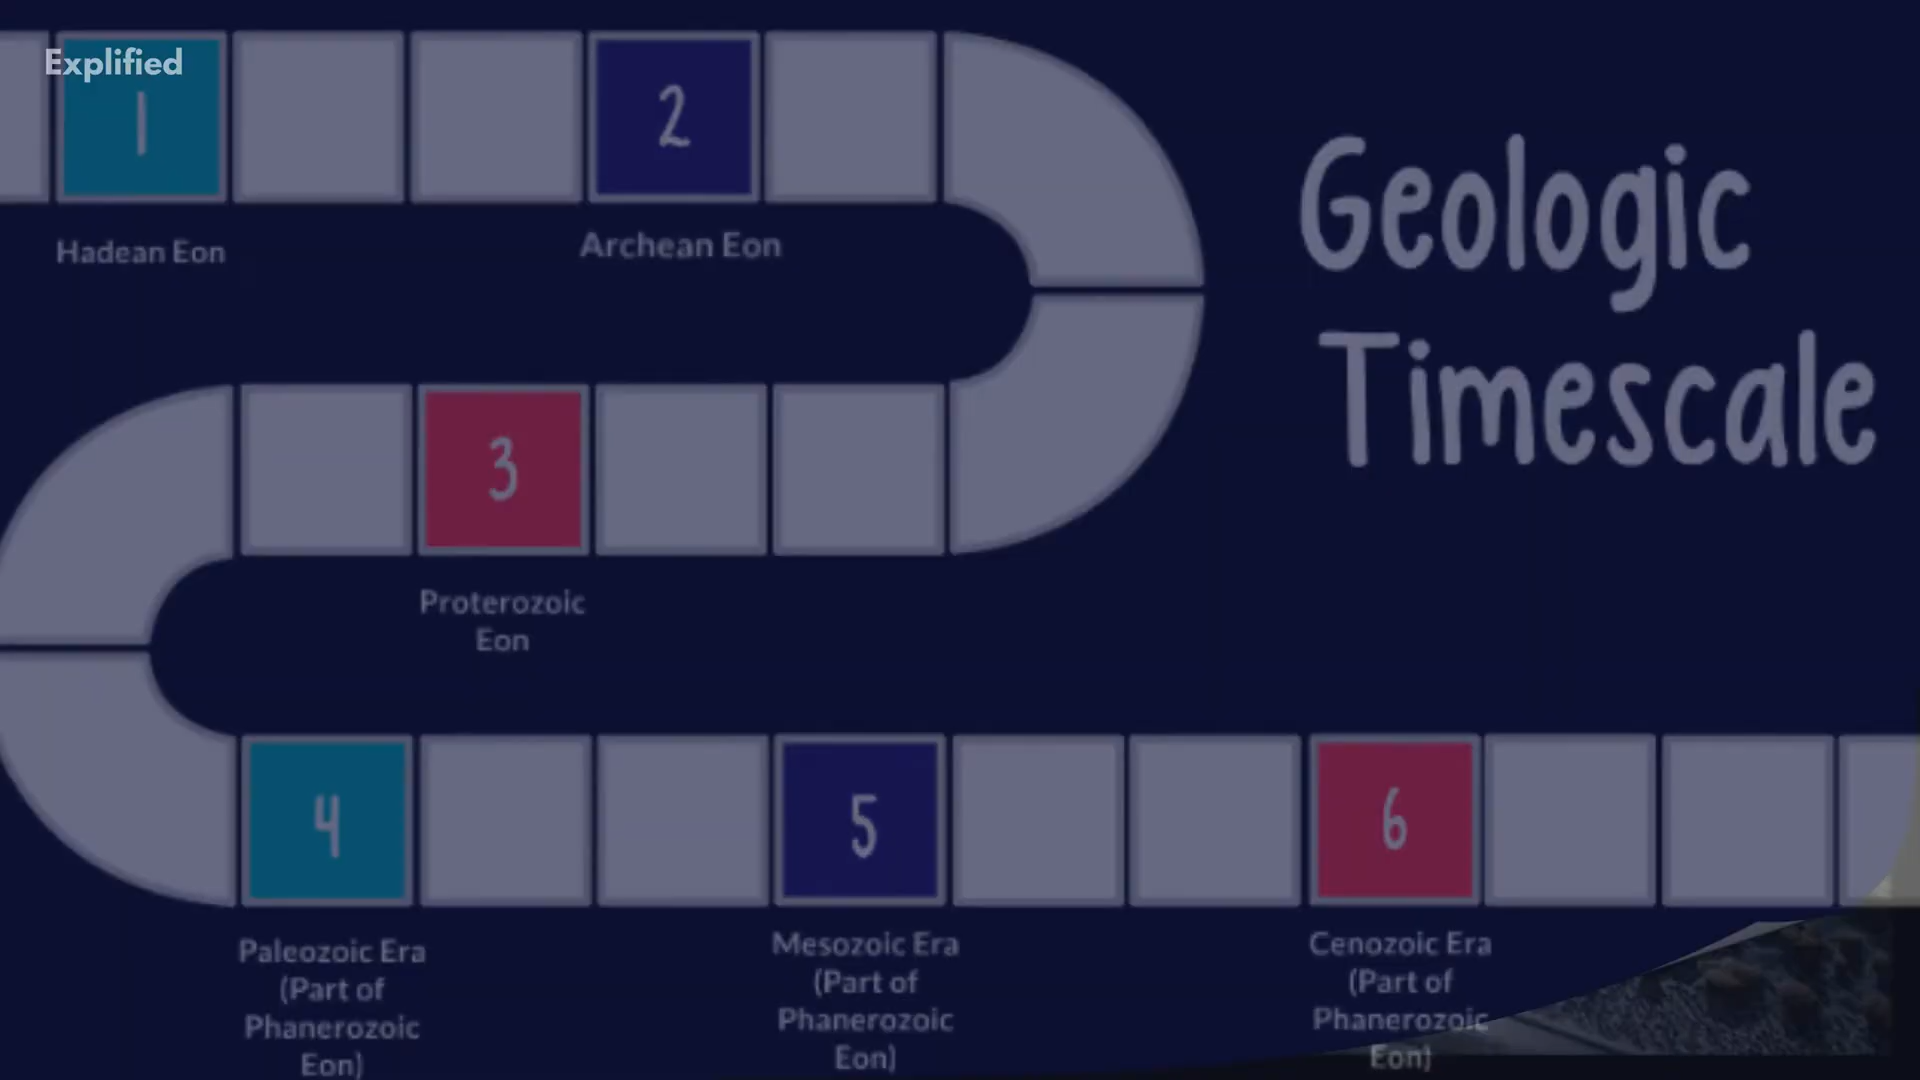 Explified
1
2
Hadean Eon
Archean Eon
Geologic
Timescale
3
Proterozoic
Eon
4
5
6
Paleozoic Era
(Part of
Phanerozoic
Eon)
Mesozoic Era
(Part of
Phanerozoic
Eon)
Cenozoic Era
(Part of
Phanerozoic
Eon)